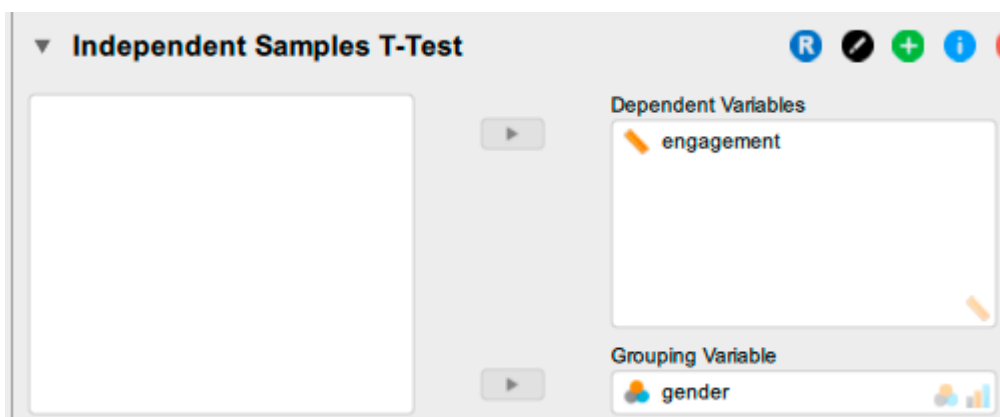 Independent Samples T-Test
R
i
Dependent Variables
engagement
Grouping Variable
gender